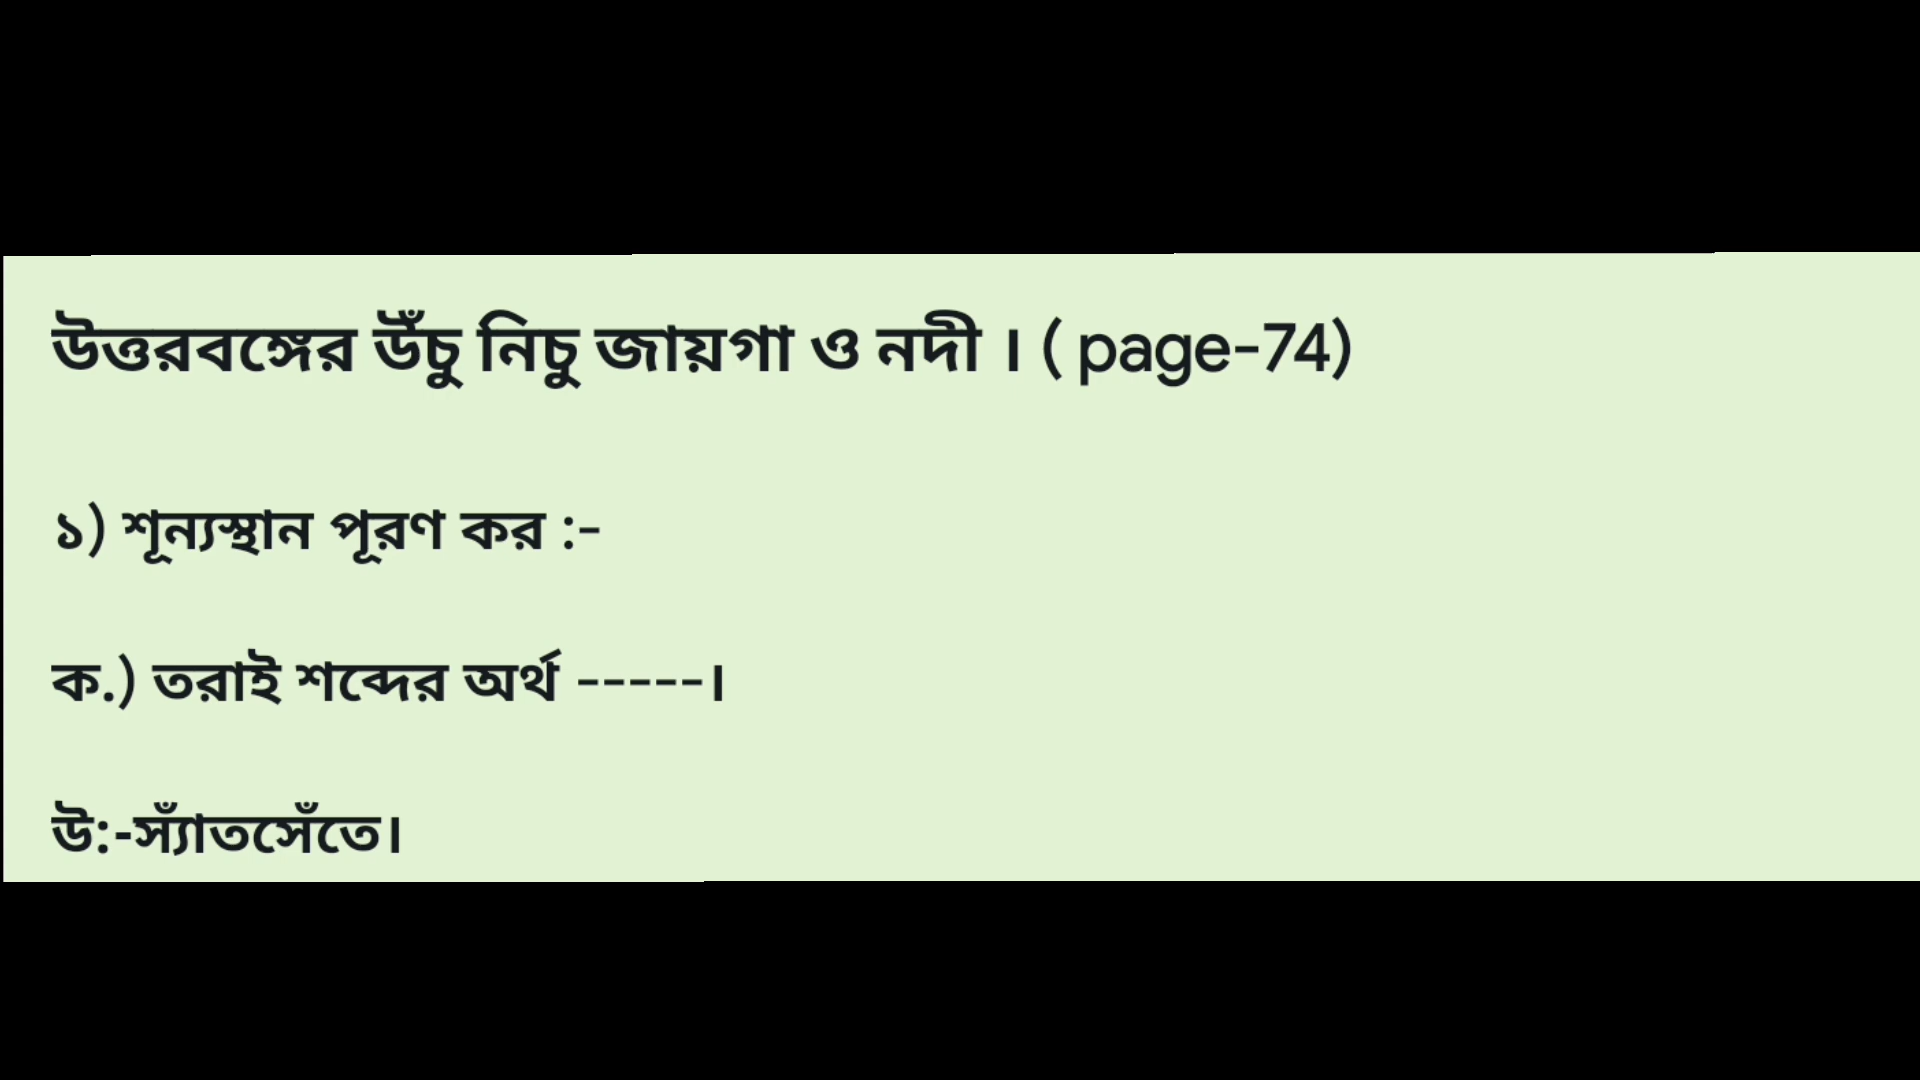 উত্তরবঙ্গের উঁচু নিচু জায়গা ও নদী । ( page-74)
১) শূন্যস্থান পূরণ কর :-
ক.) তরাই শব্দের অর্থ -----।
উ:-স্যাঁতসেঁতে।